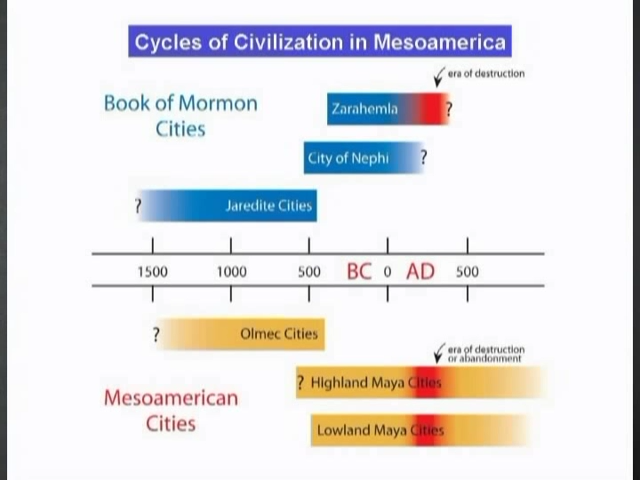 Cycles of Civilization in Mesoamerica
era of destruction
Book of Mormon
Cities
Zarahemla ?
City of Nephi ?
? Jaredite Cities
1500 1000 500 BC 0 AD 500
? Olmec Cities
era of destruction
or abandonment
? Highland Maya Cities
Mesoamerican
Cities
Lowland Maya Cities